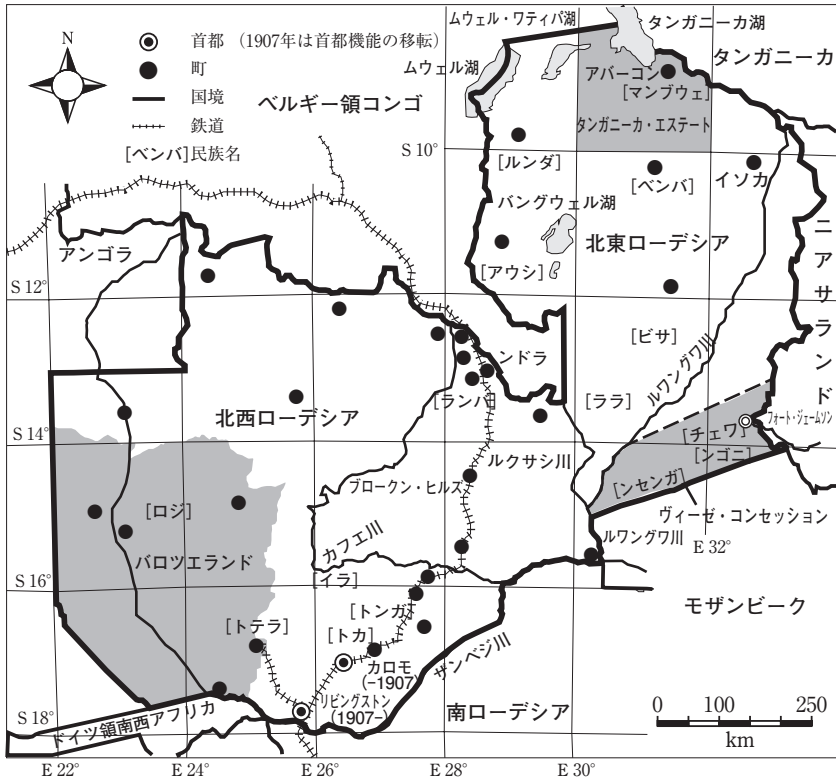 N
首都 (1907年は首都機能の移転)
町
国境
鉄道
[ベンバ]民族名
ベルギー領コンゴ
ムウェル・ワティパ湖
タンガニーカ湖
ムウェル湖
タンガニーカ
アバーコン
[マンブウェ]
タンガニーカ・エステート
S 10°
[ルンダ]
[ベンバ]
イソカ
バングウェル湖
北東ローデシア
ニアサランド
アンゴラ
[アウシ]
S 12°
[ビサ]
ルワングワ川
ンドラ
[ランバ]
[ララ]
北西ローデシア
フォート・ジェームソン
[チェワ]
[ンゴニ]
S 14°
ルクサシ川
ブロークン・ヒルズ
[ンセンガ]
ヴィーゼ・コンセッション
[ロジ]
カフエ川
ルワングワ川
E 32°
バロツエランド
S 16°
[イラ]
モザンビーク
[トンガ]
[トテラ]
[トカ]
カロモ
(-1907)
ザンベジ川
リビングストン
(1907-)
南ローデシア
S 18°
ドイツ領南西アフリカ
0 100 250
km
E 22° E 24° E 26° E 28° E 30°